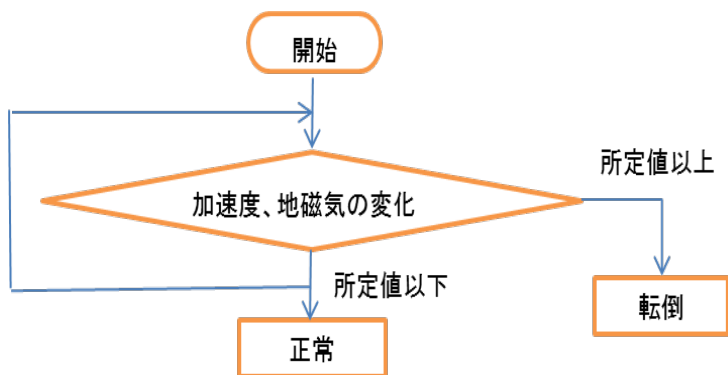 開始
加速度、地磁気の変化
所定値以上
所定値以下
転倒
正常